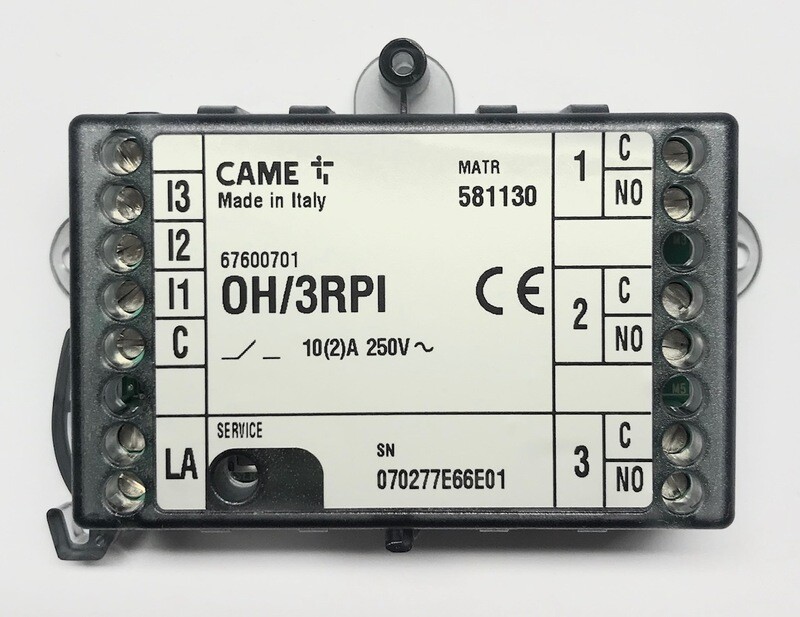 I3
I2
I1
C
LA
CAME
Made in Italy
MATR
581130
67600701
OH/3RPI
CE
10(2)A 250V~
SERVICE
SN
070277E66E01
1
C
NO
2
C
NO
3
C
NO
M5